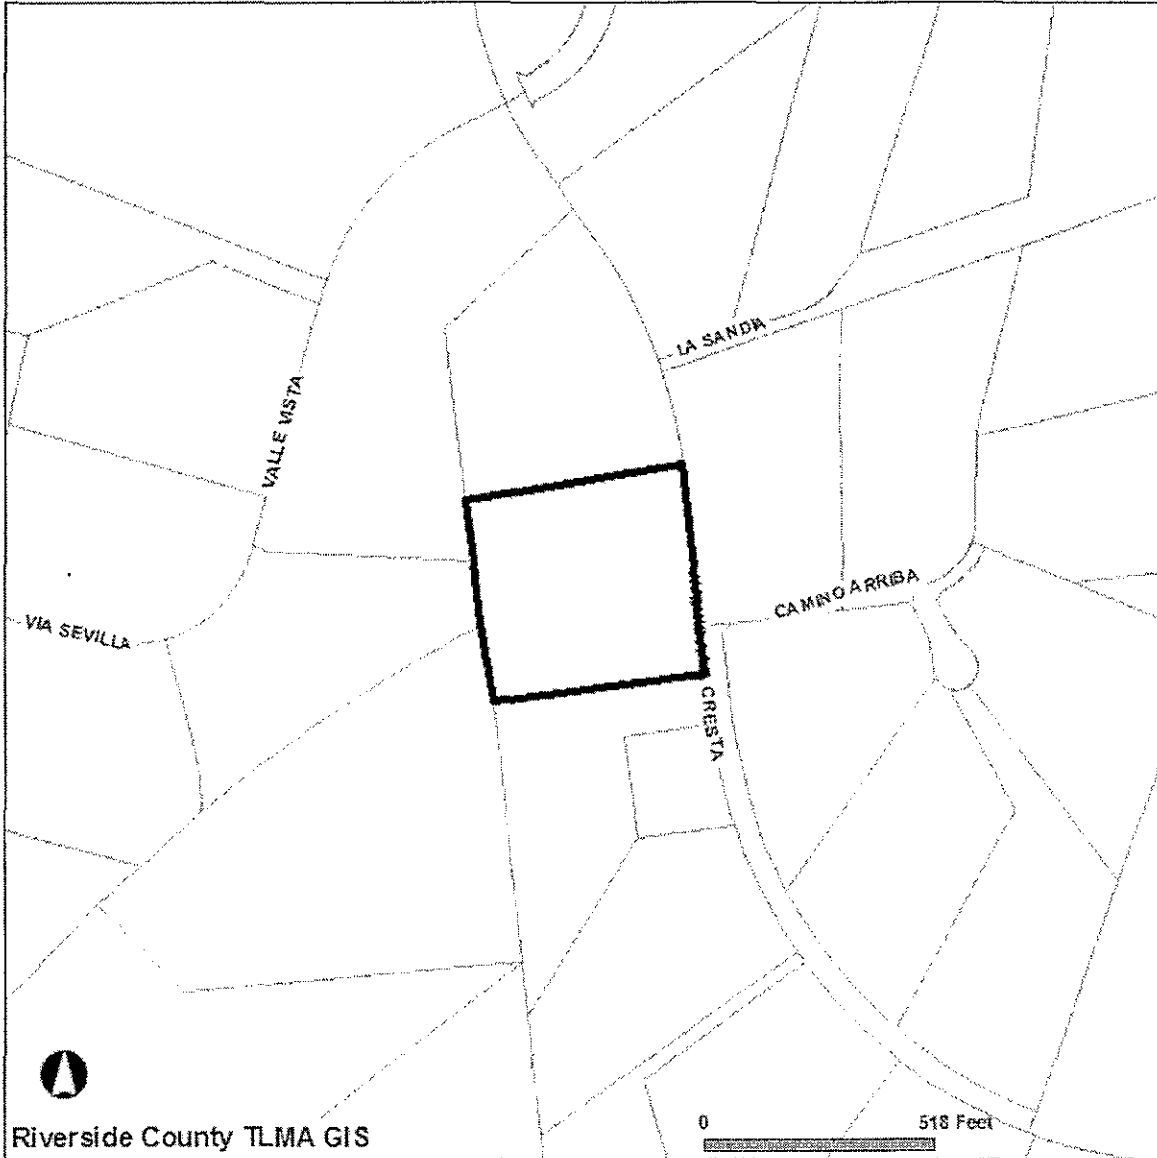 LA SANDIA
VALLE VISTA
CAMINO ARRIBA
VIA SEVILLA
CRESTA
0 518 Feet
Riverside County TLMA GIS